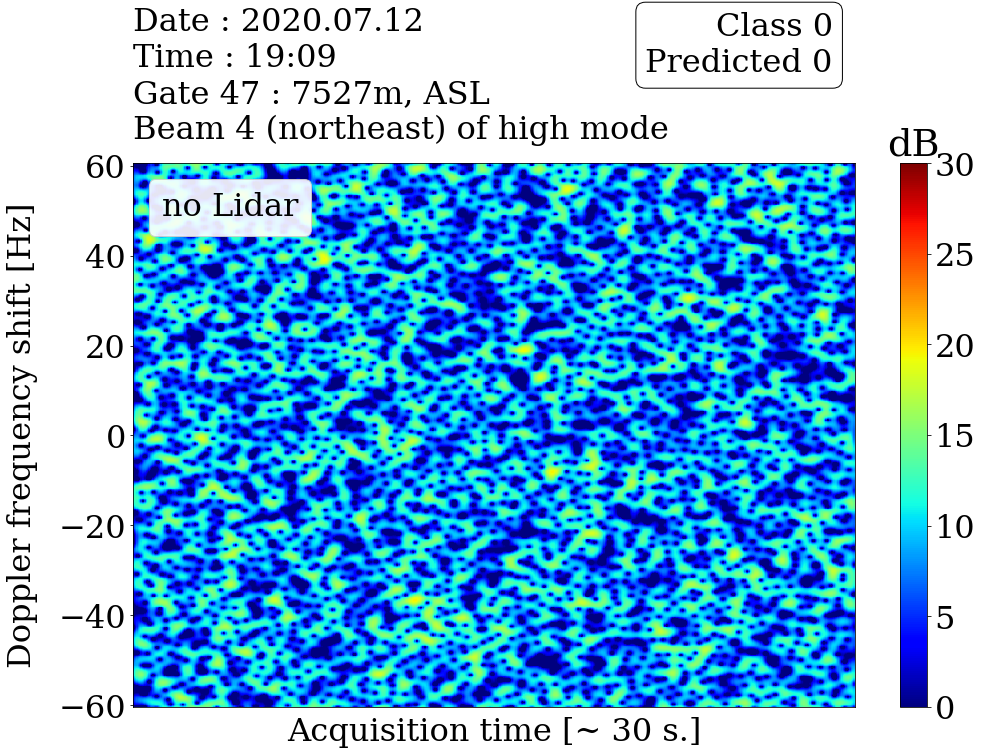 Date : 2020.07.12
Time : 19:09
Gate 47 : 7527m, ASL
Beam 4 (northeast) of high mode
Class 0
Predicted 0
dB
no Lidar
Doppler frequency shift [Hz]
60
40
20
0
−20
−40
−60
Acquisition time [~ 30 s.]
30
25
20
15
10
5
0